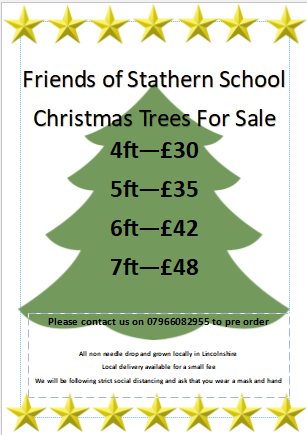 Friends of Stathern School
Christmas Trees For Sale
4ft—£30
5ft—£35
6ft—£42
7ft—£48
Please contact us on 07966082955 to pre order
All non needle drop and grown locally in Lincolnshire
Local delivery available for a small fee
We will be following strict social distancing and ask that you wear a mask and hand